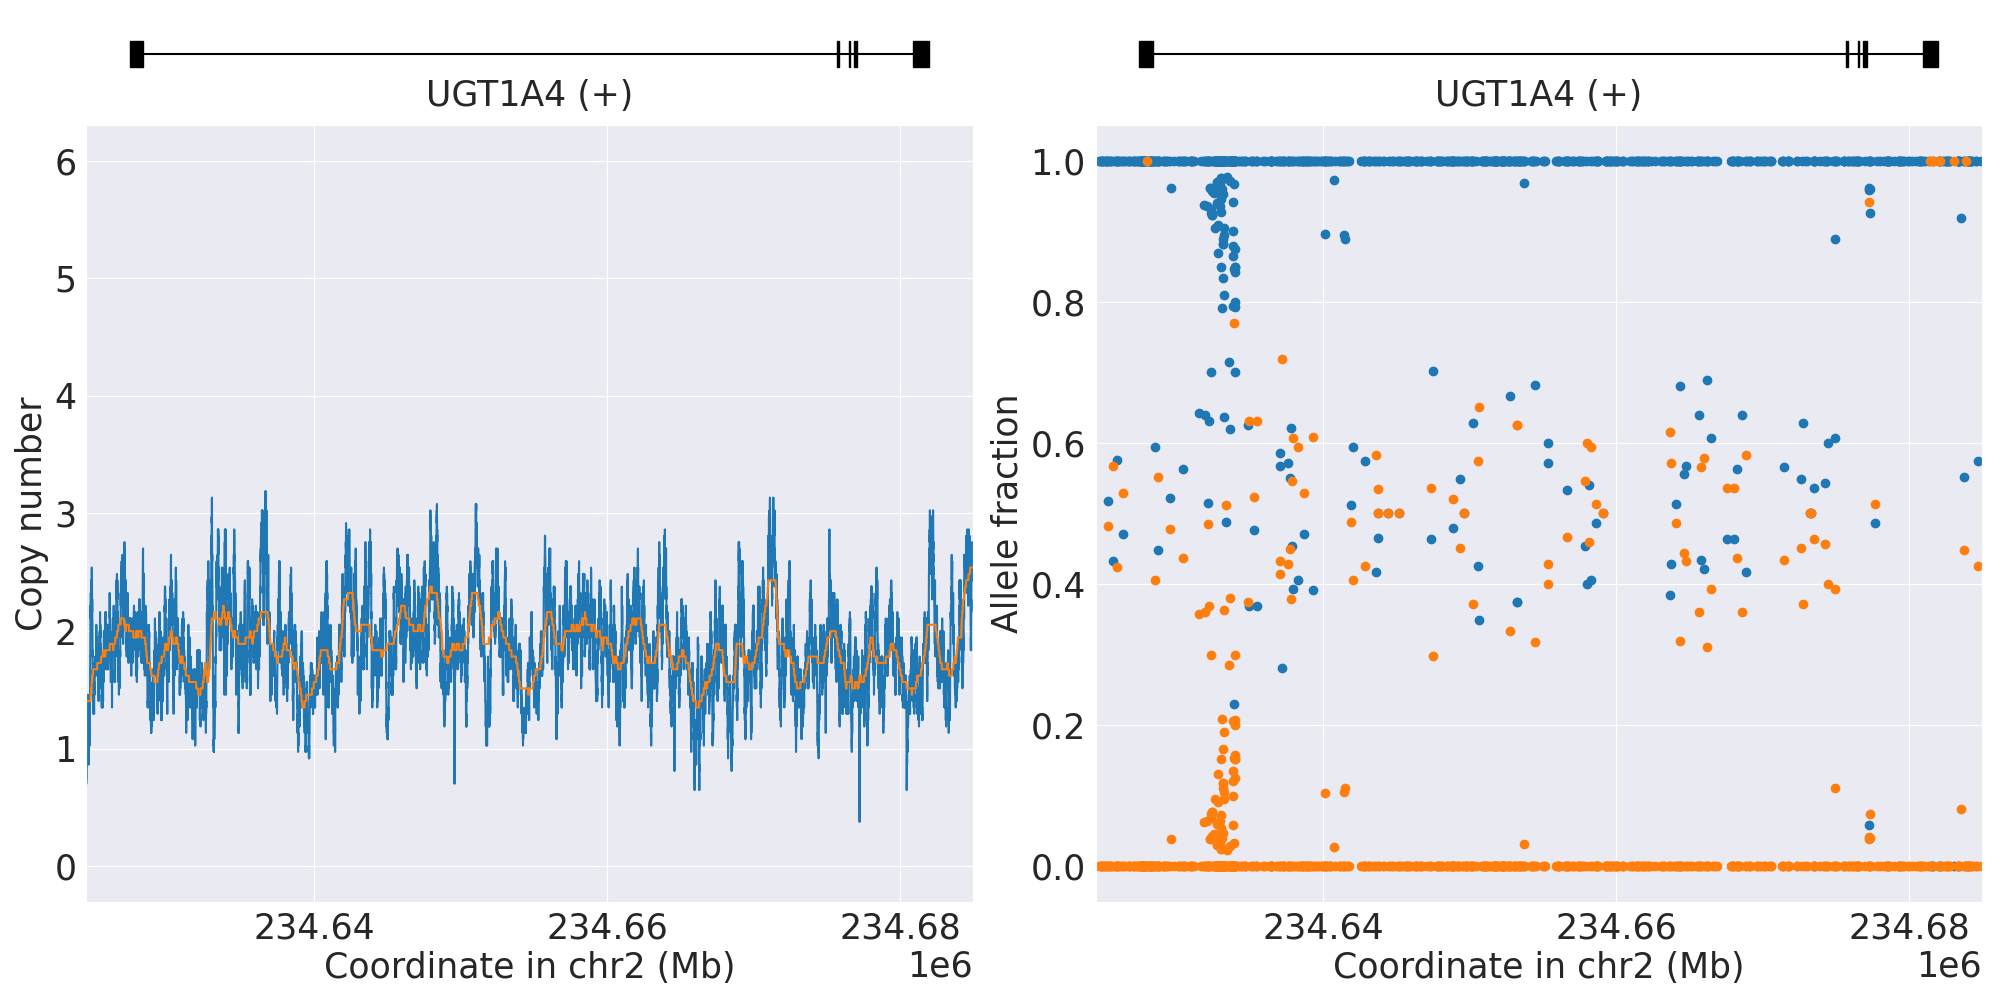 UGT1A4 (+)
6
5
4
3
2
1
0
Copy number
234.64 234.66 234.68
Coordinate in chr2 (Mb)
1e6
UGT1A4 (+)
1.0
0.8
0.6
0.4
0.2
0.0
Allele fraction
234.64 234.66 234.68
Coordinate in chr2 (Mb)
1e6